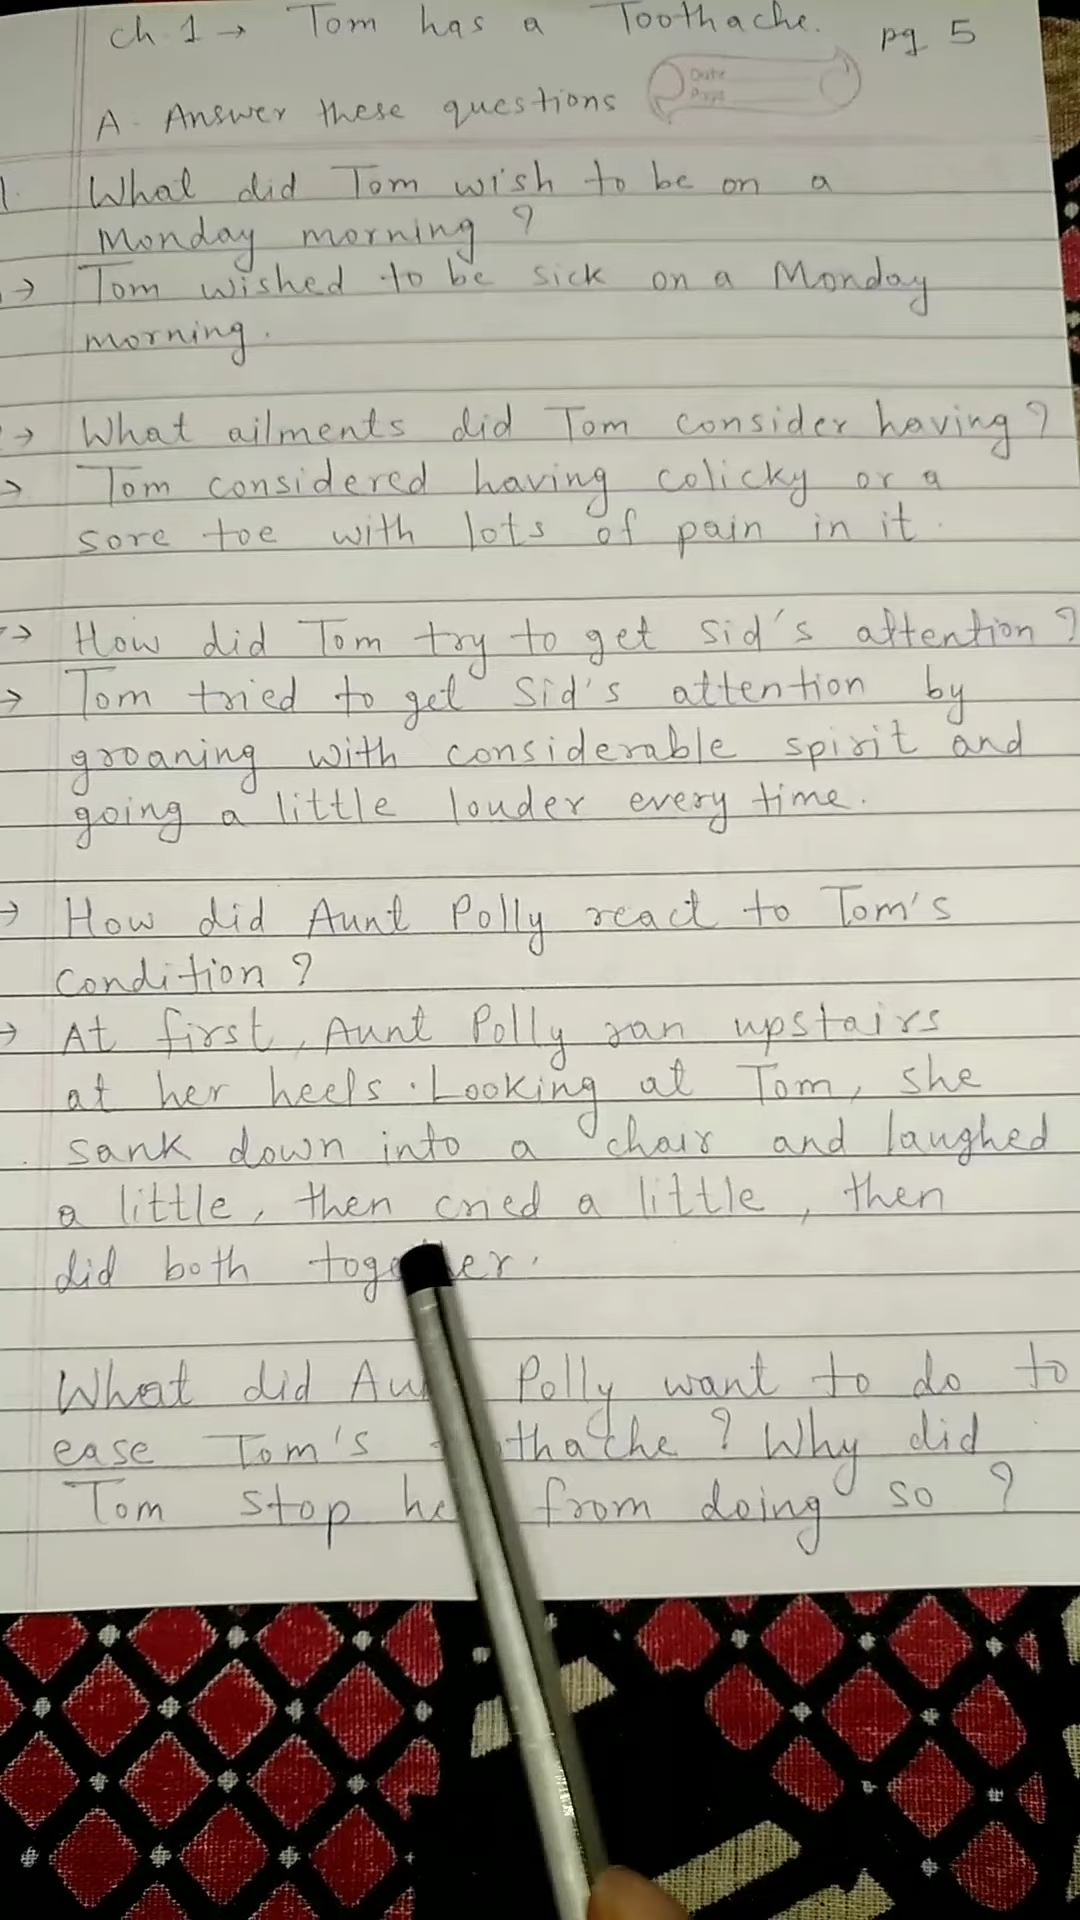 Ch. 1 → Tom has a Toothache. pg 5
Date
Page
A. Answer these questions
1. What did Tom wish to be on a
Monday morning ?
→ Tom wished to be sick on a Monday
morning.
→ What ailments did Tom consider having ?
→ Tom considered having colicky or a
sore toe with lots of pain in it.
→ How did Tom try to get Sid's attention ?
→ Tom tried to get Sid's attention by
groaning with considerable spirit and
going a little louder every time.
→ How did Aunt Polly react to Tom's
condition ?
→ At first, Aunt Polly ran upstairs
at her heels. Looking at Tom, she
sank down into a chair and laughed
a little, then cried a little, then
did both together.
What did Polly want to do to
ease Tom's ? Why did
Tom stop from doing so ?